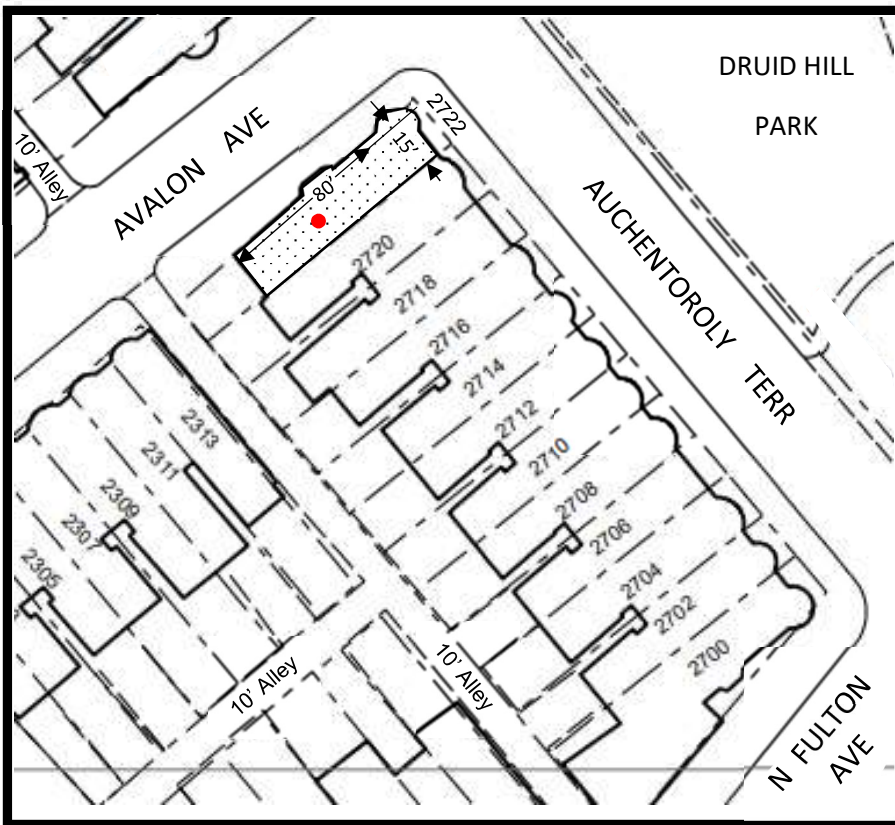 DRUID HILL
PARK
10' Alley
AVALON AVE
2722
15'
80'
AUCHENTOROLY TERR
2720
2718
2716
2714
2712
2710
2708
2706
2704
2702
2700
2313
2311
2309
2307
2305
10' Alley
10' Alley
N FULTON
AVE